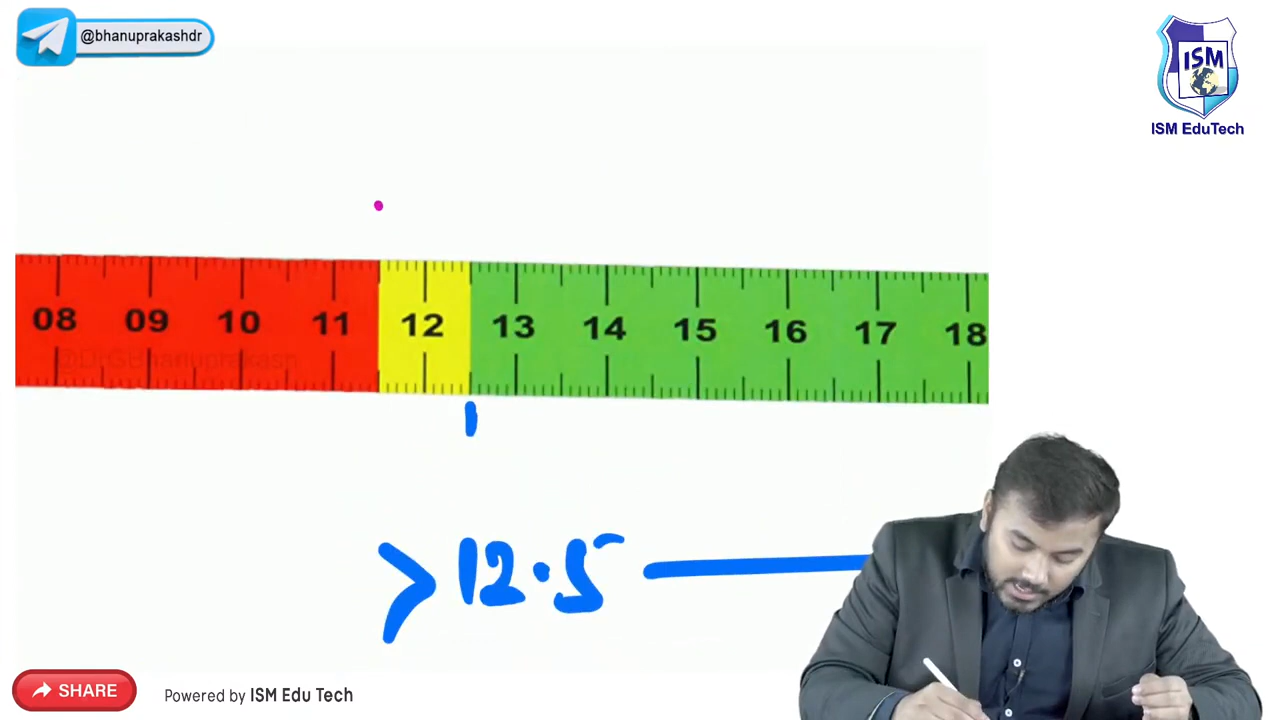 @bhanuprakashdr
ISM
ISM EduTech
08 09 10 11 12 13 14 15 16 17 18
@DrGBhanuprakash
> 12.5
SHARE
Powered by ISM Edu Tech